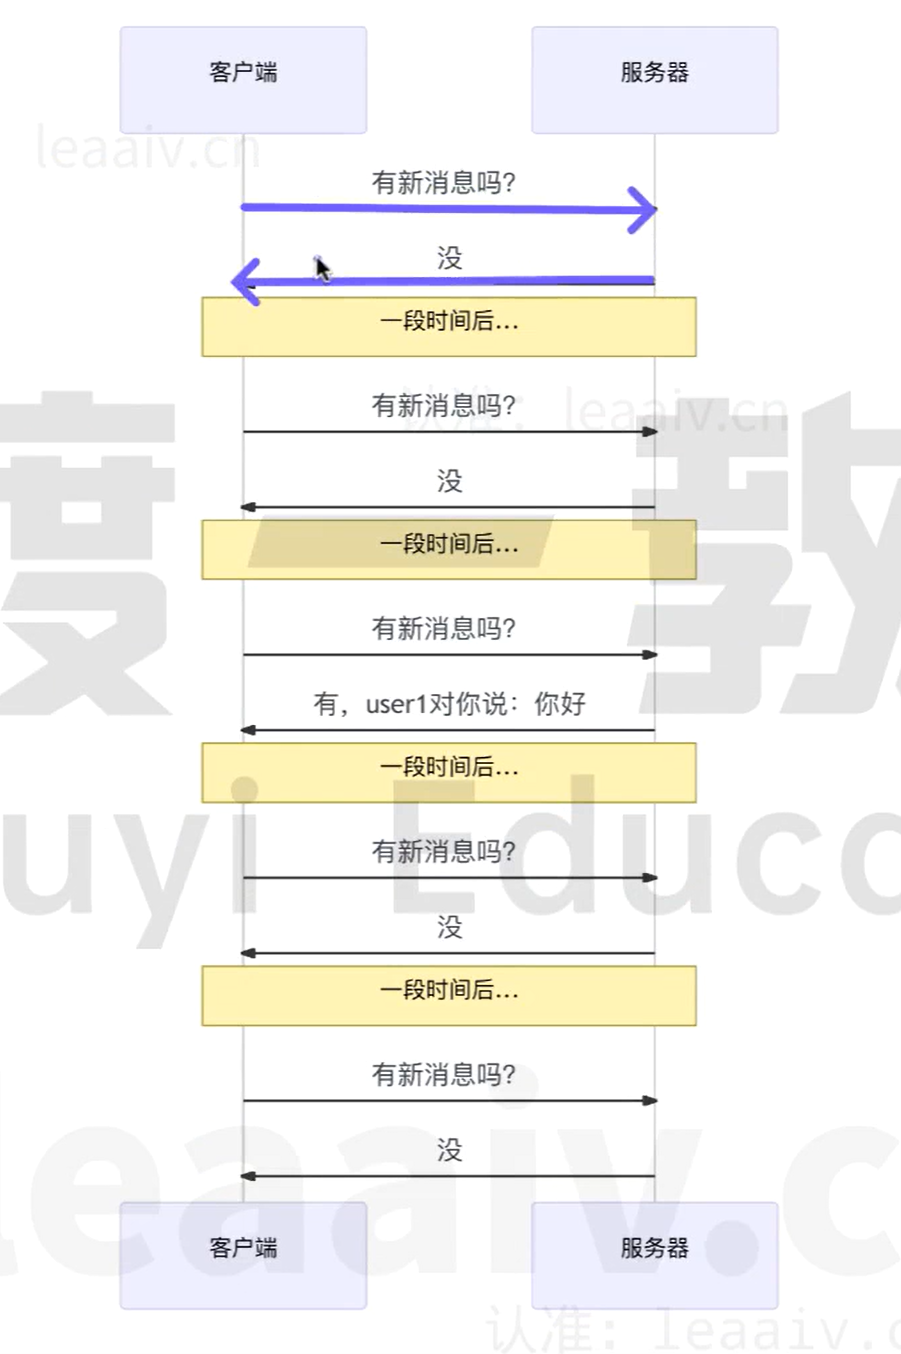 客户端
服务器
leaaiv.cn
有新消息吗?
没
一段时间后...
有新消息吗?
认准: leaaiv.cn
没
一段时间后...
度一教
有新消息吗?
有，user1对你说：你好
一段时间后...
uyi Educ
有新消息吗?
没
一段时间后...
有新消息吗?
没
leaaiv.c
客户端
服务器
认准: leaaiv.c